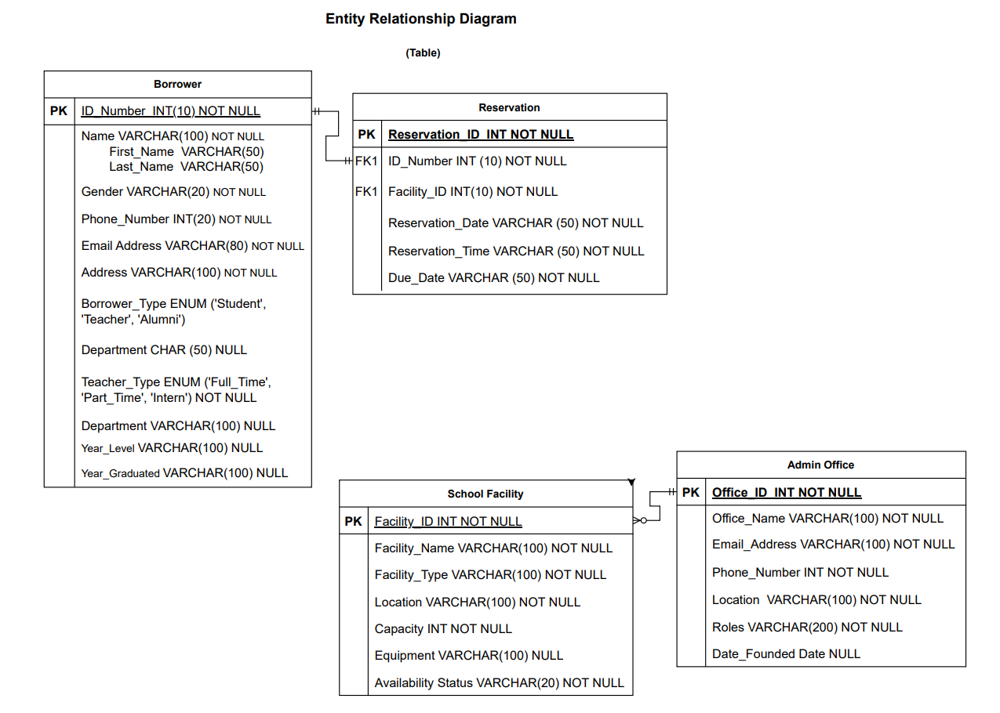 Entity Relationship Diagram
(Table)
Borrower
PK ID_Number INT(10) NOT NULL
Name VARCHAR(100) NOT NULL
First_Name VARCHAR(50)
Last_Name VARCHAR(50)
Gender VARCHAR(20) NOT NULL
Phone_Number INT(20) NOT NULL
Email Address VARCHAR(80) NOT NULL
Address VARCHAR(100) NOT NULL
Borrower_Type ENUM ('Student',
'Teacher', 'Alumni')
Department CHAR (50) NULL
Teacher_Type ENUM ('Full_Time',
'Part_Time', 'Intern') NOT NULL
Department VARCHAR(100) NULL
Year_Level VARCHAR(100) NULL
Year_Graduated VARCHAR(100) NULL
Reservation
PK Reservation_ID INT NOT NULL
FK1 ID_Number INT (10) NOT NULL
FK1 Facility_ID INT(10) NOT NULL
Reservation_Date VARCHAR (50) NOT NULL
Reservation_Time VARCHAR (50) NOT NULL
Due_Date VARCHAR (50) NOT NULL
School Facility
PK Facility_ID INT NOT NULL
Facility_Name VARCHAR(100) NOT NULL
Facility_Type VARCHAR(100) NOT NULL
Location VARCHAR(100) NOT NULL
Capacity INT NOT NULL
Equipment VARCHAR(100) NULL
Availability Status VARCHAR(20) NOT NULL
Admin Office
PK Office_ID INT NOT NULL
Office_Name VARCHAR(100) NOT NULL
Email_Address VARCHAR(100) NOT NULL
Phone_Number INT NOT NULL
Location VARCHAR(100) NOT NULL
Roles VARCHAR(200) NOT NULL
Date_Founded Date NULL